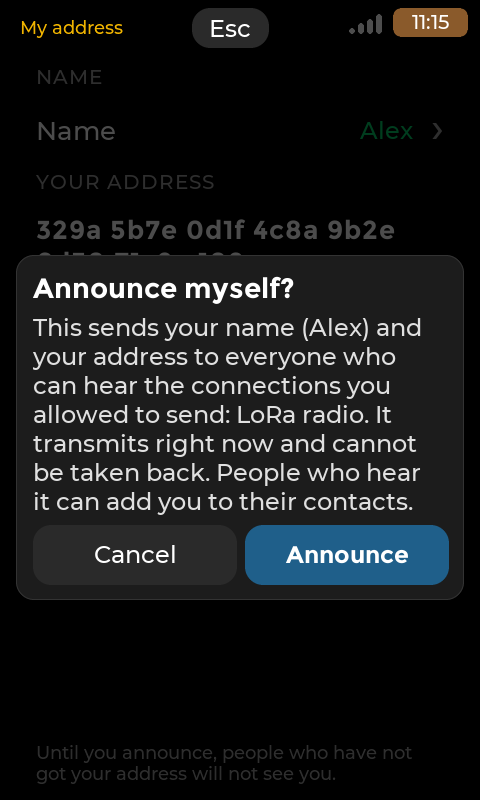 My address
Esc
11:15
NAME
Name
Alex
YOUR ADDRESS
329a 5b7e 0d1f 4c8a 9b2e
Announce myself?
This sends your name (Alex) and
your address to everyone who
can hear the connections you
allowed to send: LoRa radio. It
transmits right now and cannot
be taken back. People who hear
it can add you to their contacts.
Cancel
Announce
Until you announce, people who have not
got your address will not see you.